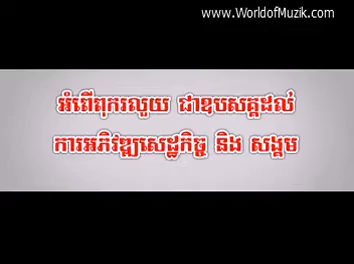 www.WorldofMuzik.com
អំពើពុករលួយ ជាឧបសគ្គដល់
ការអភិវឌ្ឍសេដ្ឋកិច្ច និង សង្គម